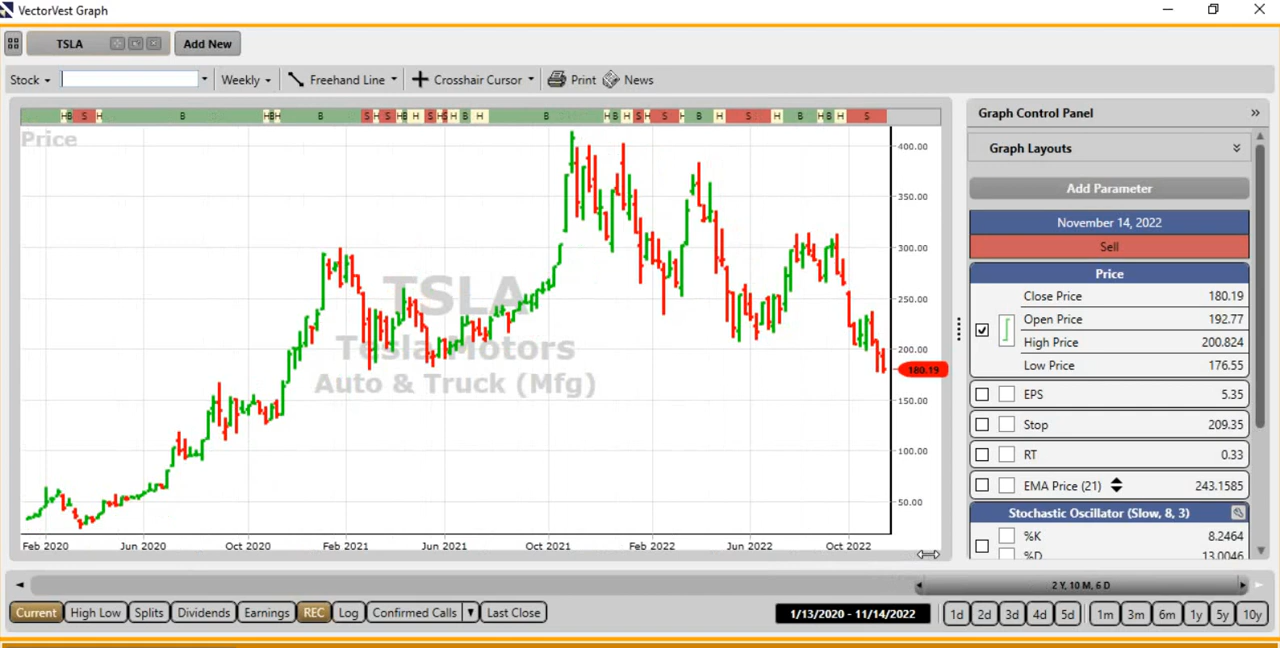 VectorVest Graph
TSLA Add New
Stock Weekly Freehand Line Crosshair Cursor Print News
HB S H B HBH B S H S H B H S H S H B H B H B H S H S H B H S H B H B H S
Price
TSLA
Tesla Motors
Auto & Truck (Mfg)
400.00
350.00
300.00
250.00
200.00
180.19
150.00
100.00
50.00
Feb 2020 Jun 2020 Oct 2020 Feb 2021 Jun 2021 Oct 2021 Feb 2022 Jun 2022 Oct 2022
Graph Control Panel
Graph Layouts
Add Parameter
November 14, 2022
Sell
Price
Close Price 180.19
Open Price 192.77
High Price 200.824
Low Price 176.55
EPS 5.35
Stop 209.35
RT 0.33
EMA Price (21) 243.1585
Stochastic Oscillator (Slow, 8, 3)
%K 8.2464
%D 13.0046
2 Y, 10 M, 6 D
Current High Low Splits Dividends Earnings REC Log Confirmed Calls Last Close 1/13/2020 - 11/14/2022 1d 2d 3d 4d 5d 1m 3m 6m 1y 5y 10y